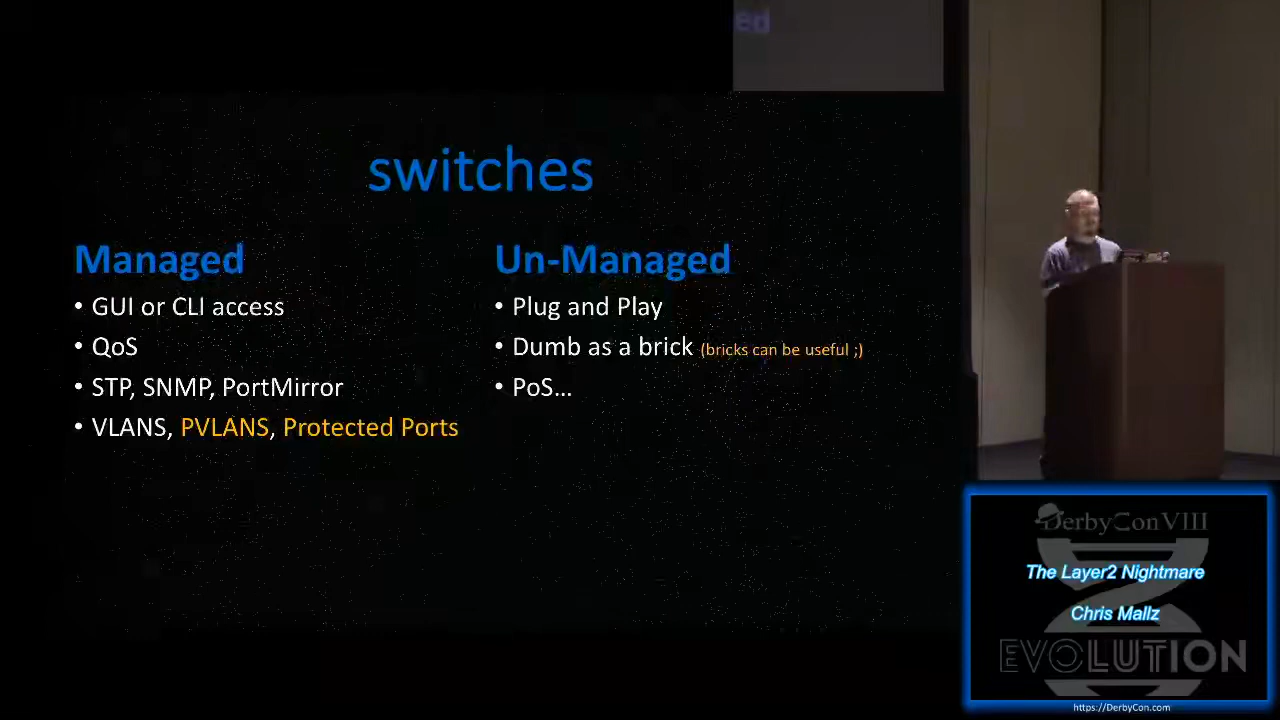 ed
switches
Managed
• GUI or CLI access
• QoS
• STP, SNMP, PortMirror
• VLANS, PVLANS, Protected Ports
Un-Managed
• Plug and Play
• Dumb as a brick (bricks can be useful ;)
• PoS...
DerbyCon VIII
The Layer2 Nightmare
Chris Mallz
EVOLUTION
https://DerbyCon.com